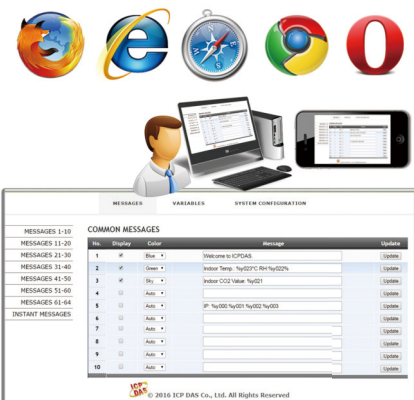 MESSAGES VARIABLES SYSTEM CONFIGURATION
MESSAGES 1-10
MESSAGES 11-20
MESSAGES 21-30
MESSAGES 31-40
MESSAGES 41-50
MESSAGES 51-60
MESSAGES 61-64
INSTANT MESSAGES
COMMON MESSAGES
No. Display Color Message Update
1 Blue Welcome to ICPDAS Update
2 Green Indoor Temp.: %y023°C RH:%y022% Update
3 Sky Indoor CO2 Value: %y021 Update
4 Auto Update
5 Auto IP: %y000 %y001 %y002 %y003 Update
6 Auto Update
7 Auto Update
8 Auto Update
9 Auto Update
10 Auto Update
ICP DAS
© 2016 ICP DAS Co., Ltd. All Rights Reserved